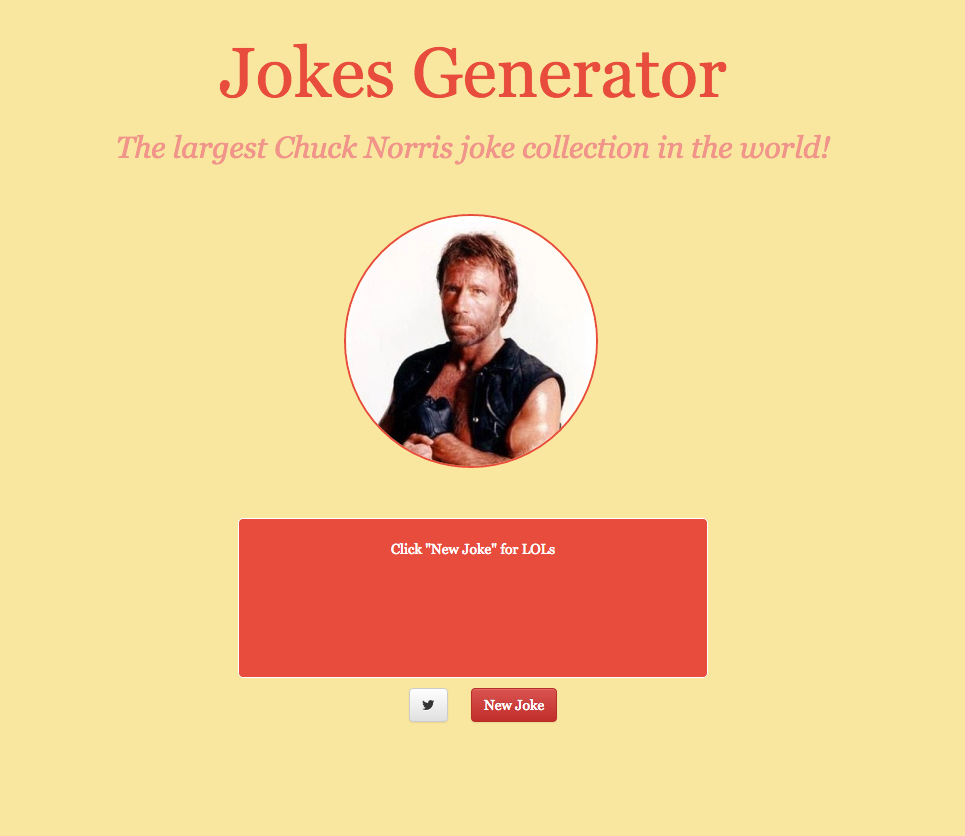 Jokes Generator
The largest Chuck Norris joke collection in the world!
Click "New Joke" for LOLs
New Joke